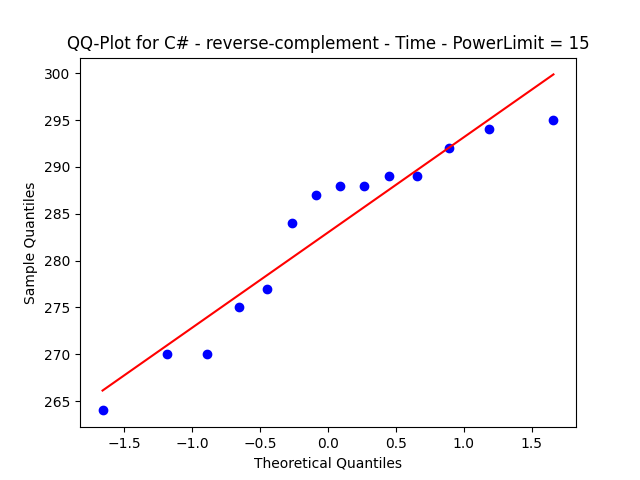 QQ-Plot for C# - reverse-complement - Time - PowerLimit = 15
300
295
290
285
280
275
270
265
Sample Quantiles
−1.5 −1.0 −0.5 0.0 0.5 1.0 1.5
Theoretical Quantiles